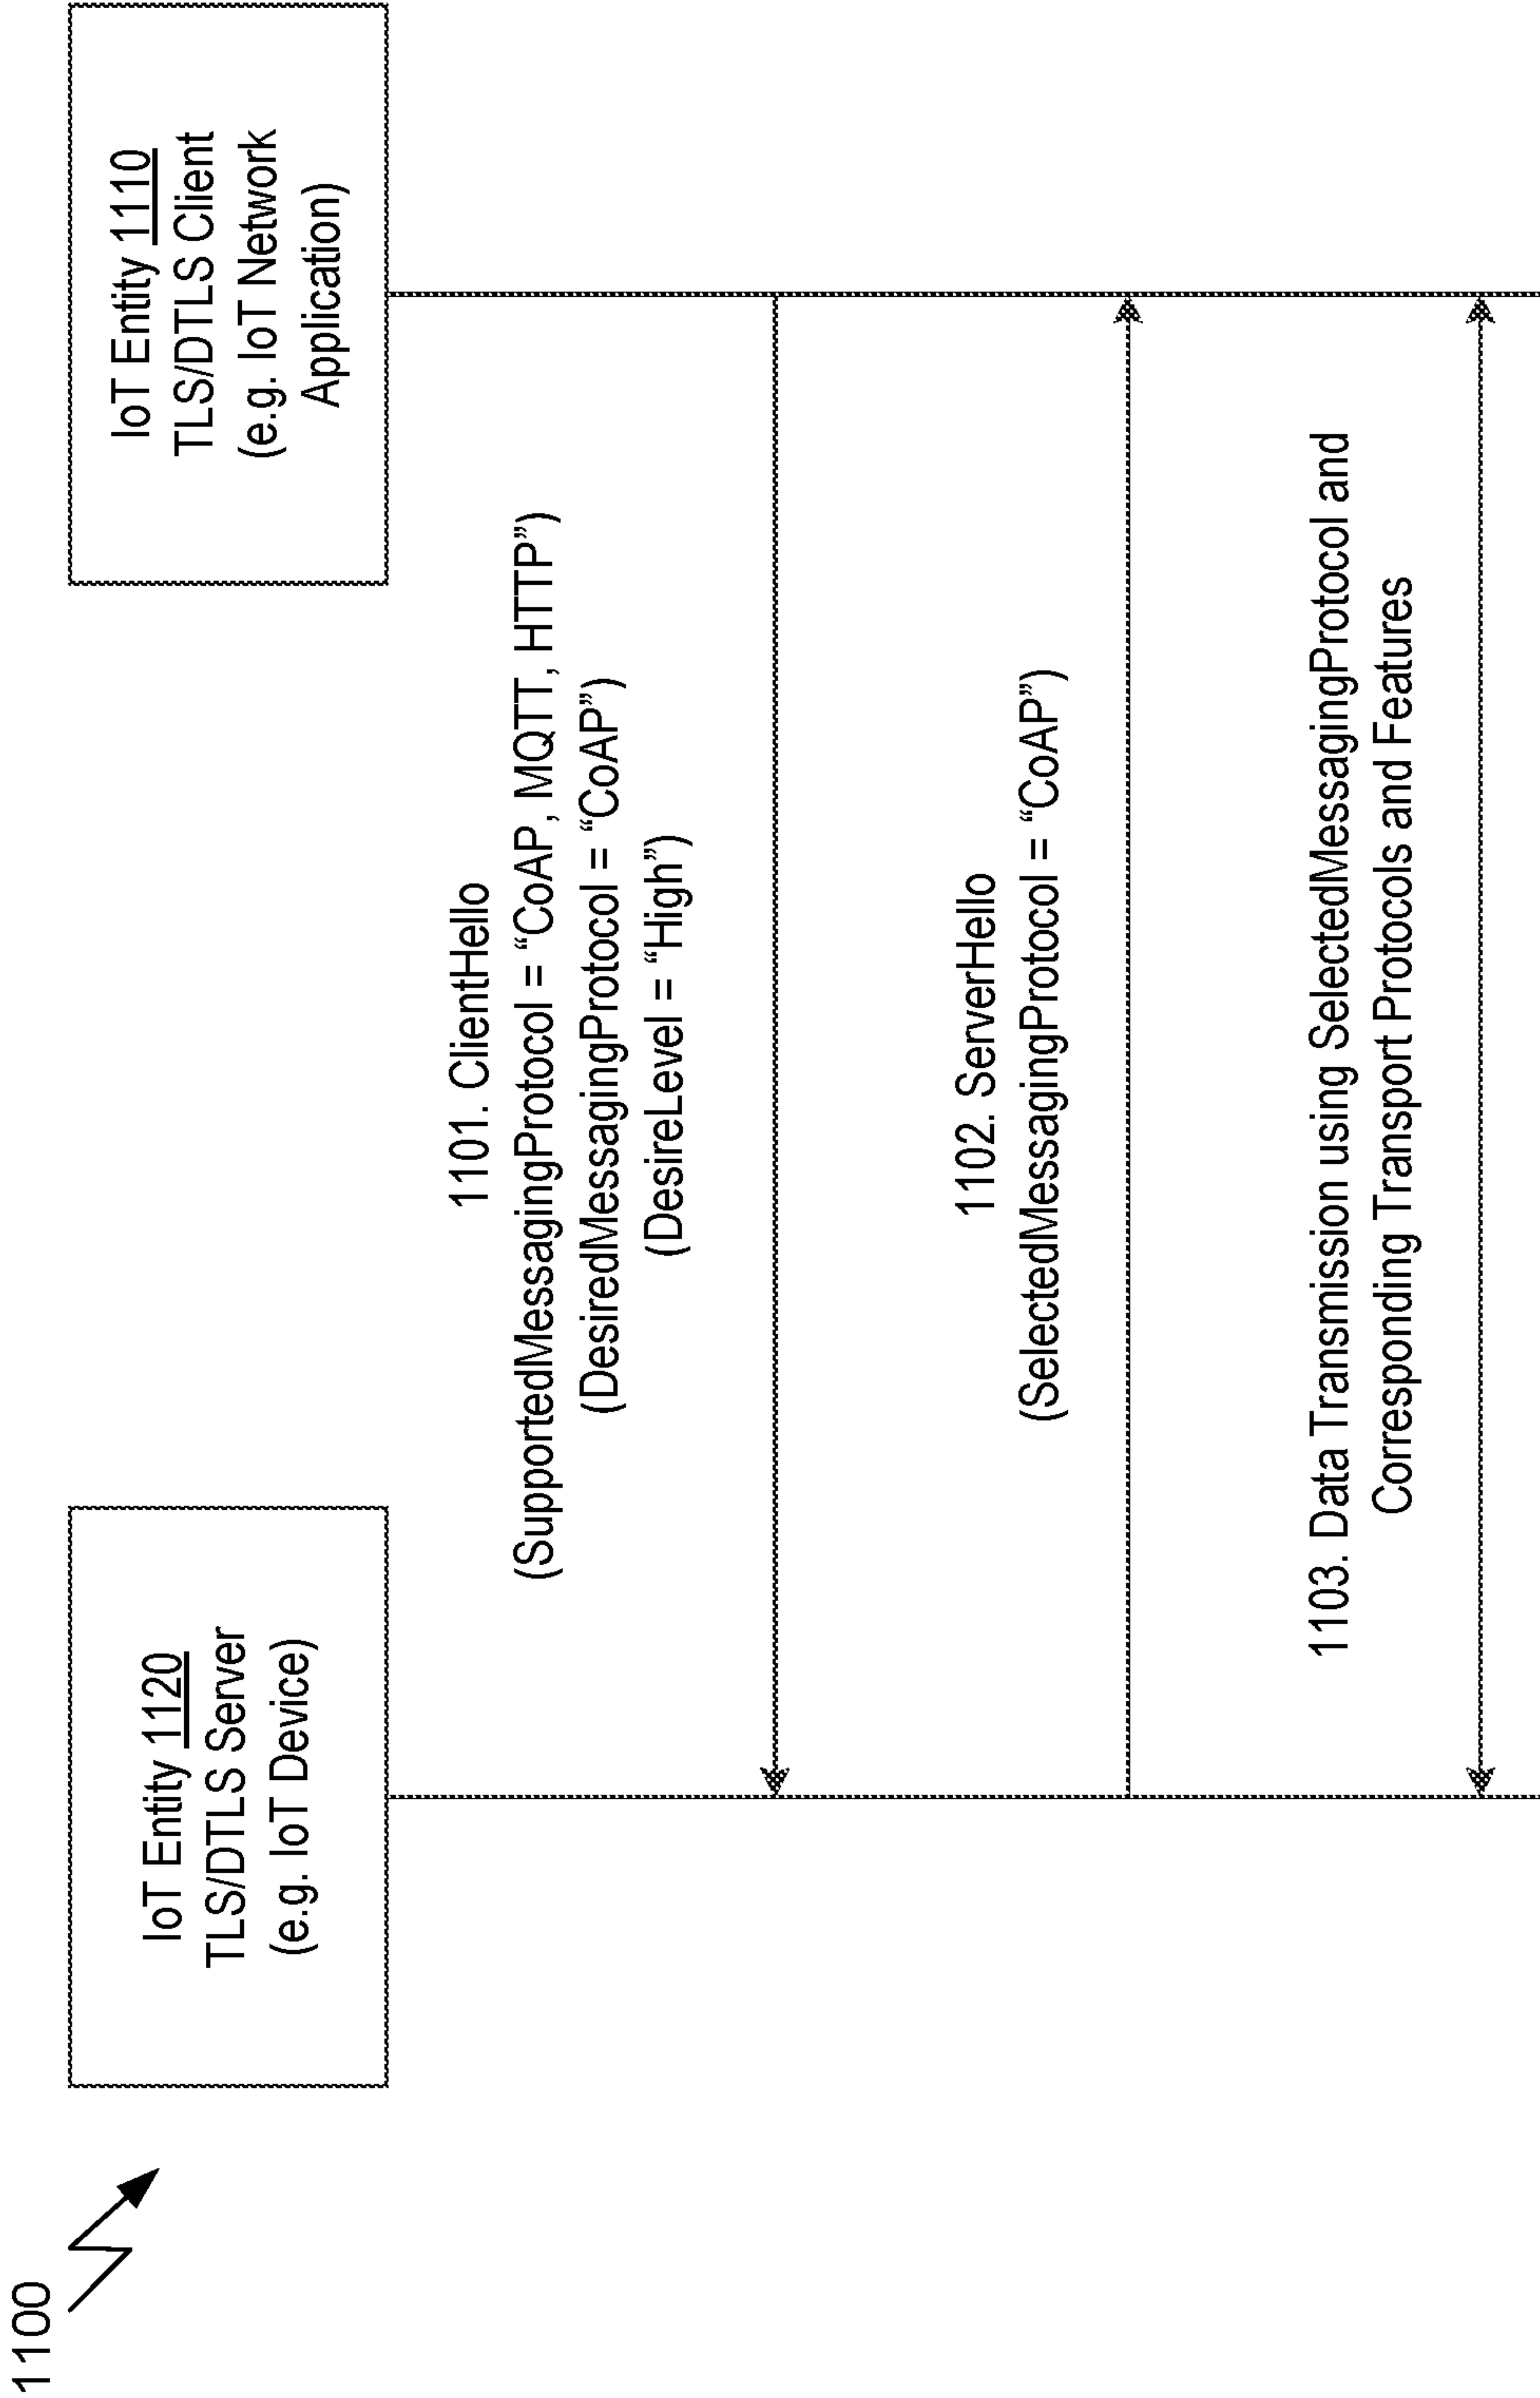 1100
IoT Entity 1120
TLS/DTLS Server
(e.g. IoT Device)
IoT Entity 1110
TLS/DTLS Client
(e.g. IoT Network
Application)
1101. ClientHello
(SupportedMessagingProtocol = “CoAP, MQTT, HTTP”)
(DesiredMessagingProtocol = “CoAP”)
(DesireLevel = “High”)
1102. ServerHello
(SelectedMessagingProtocol = “CoAP”)
1103. Data Transmission using SelectedMessagingProtocol and
Corresponding Transport Protocols and Features